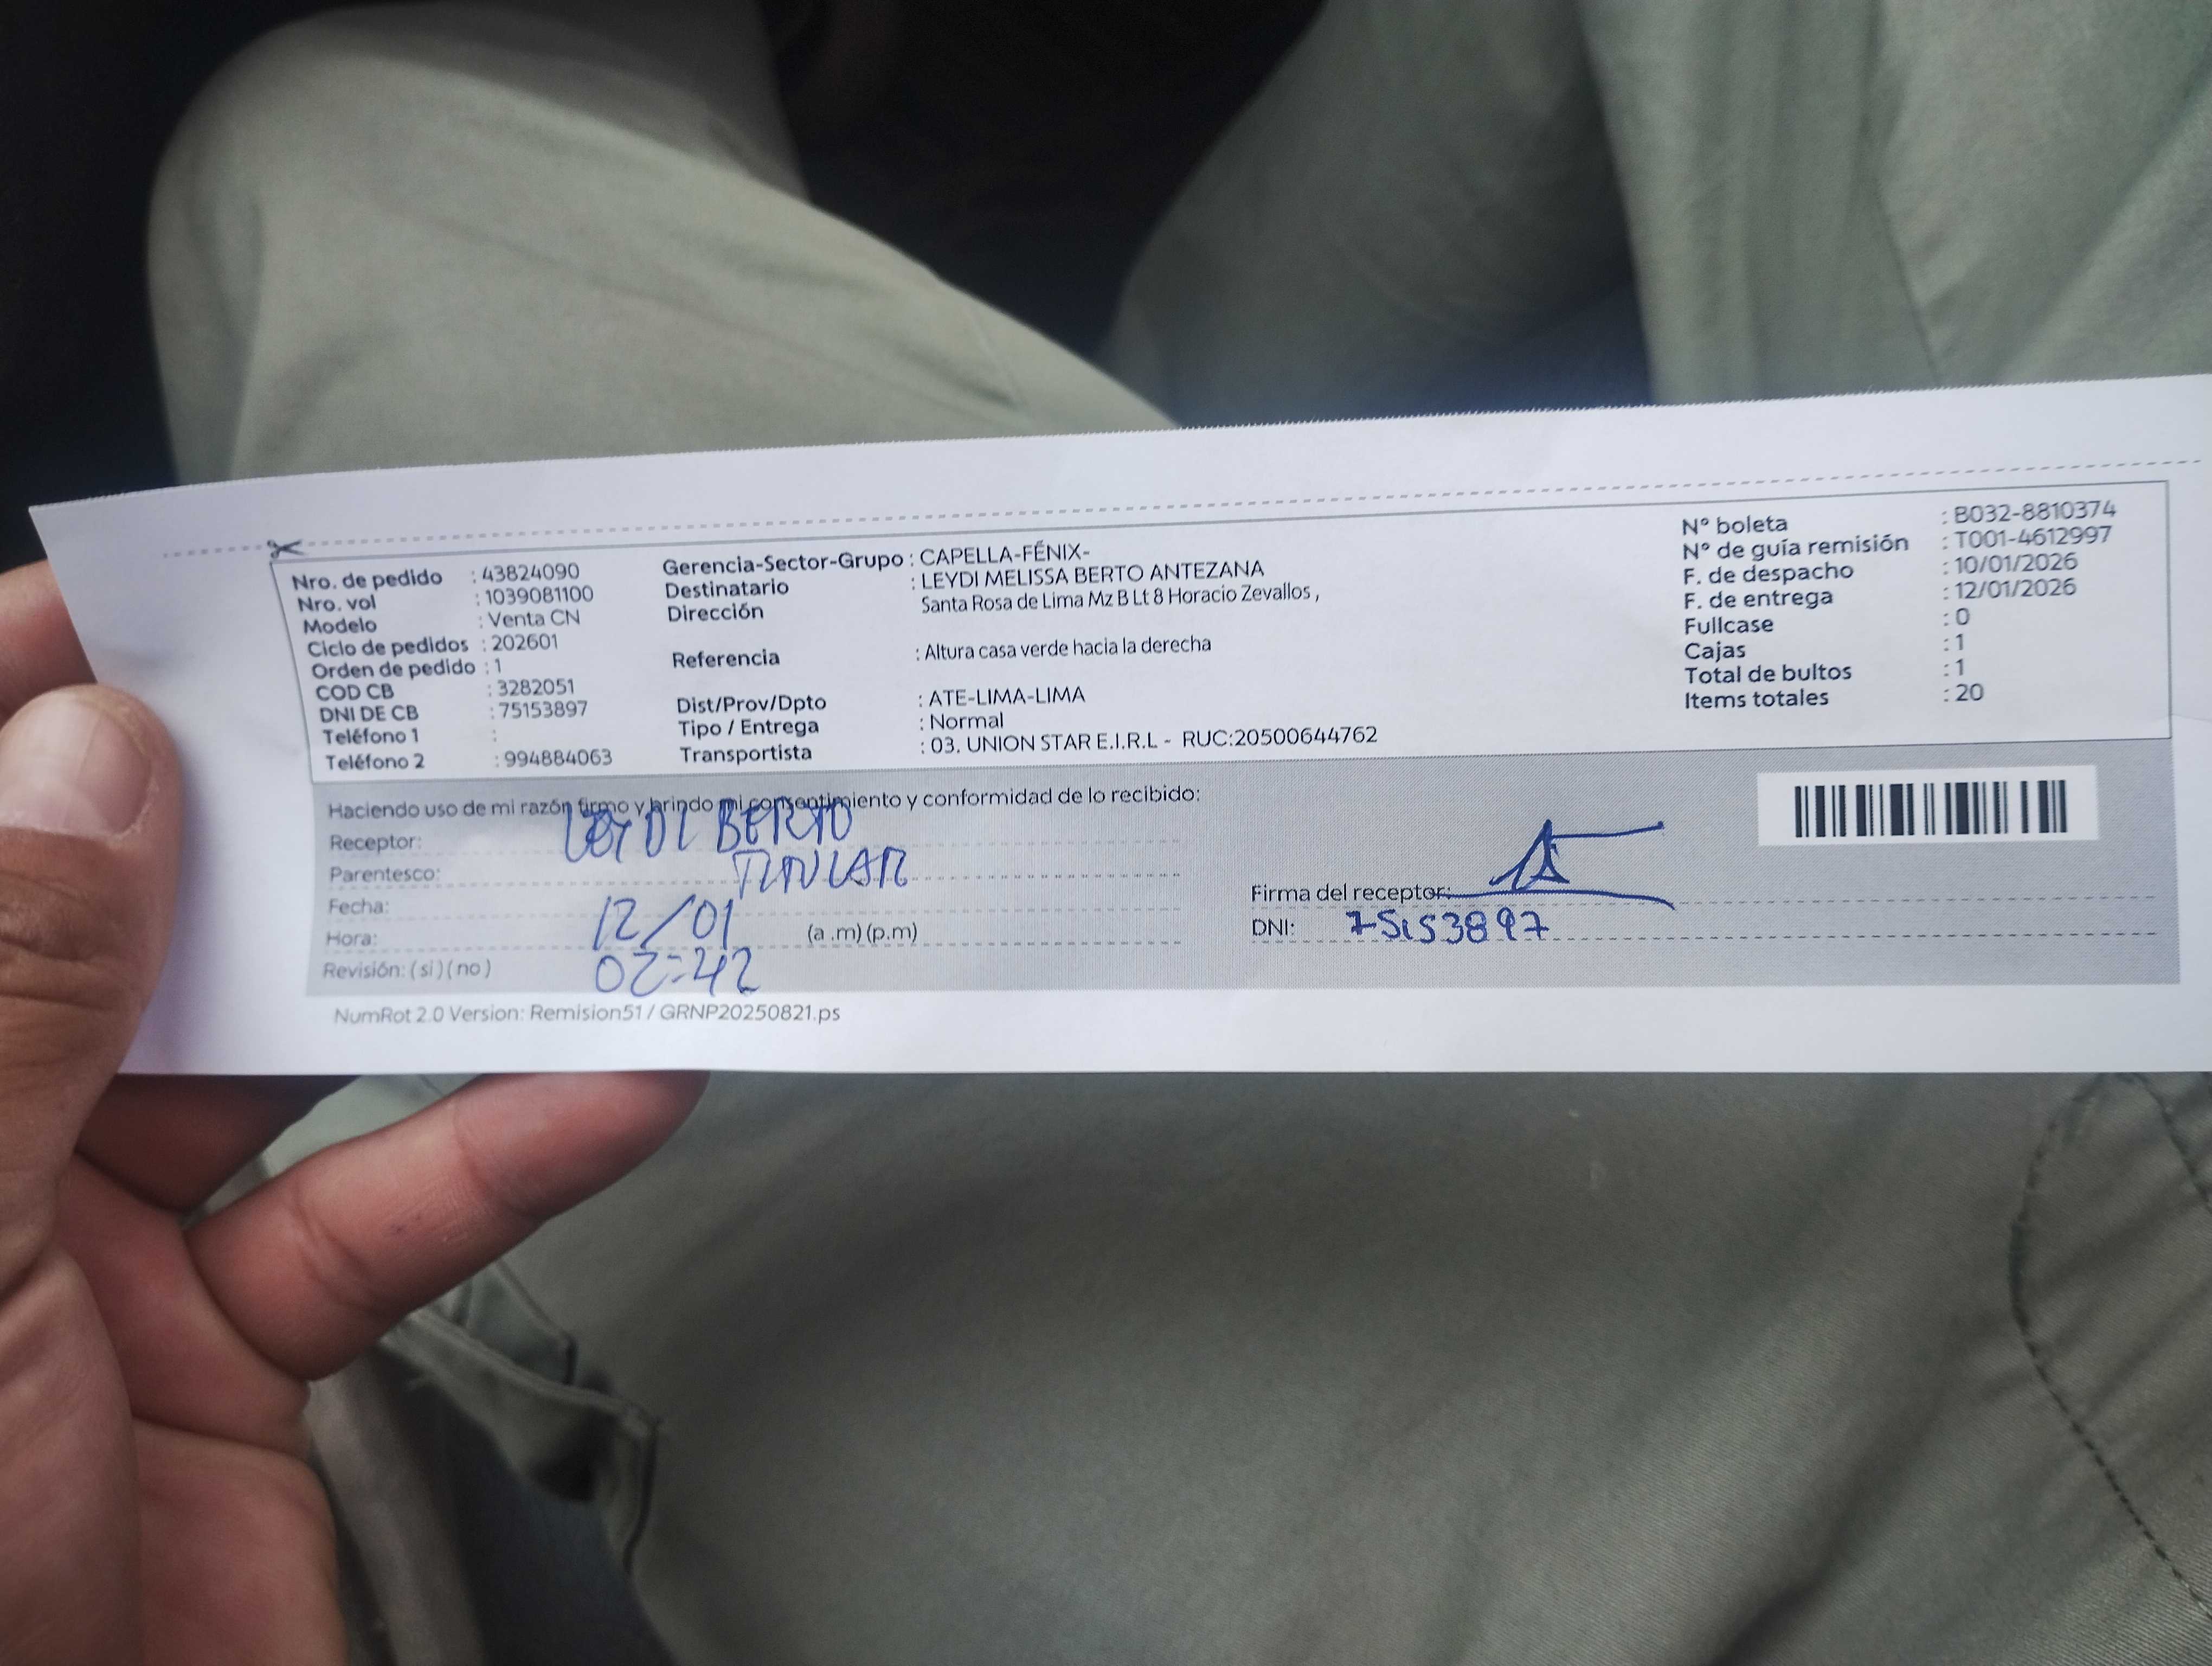 Nro. de pedido : 43824090
Nro. vol : 1039081100
Modelo : Venta CN
Ciclo de pedidos : 202601
Orden de pedido : 1
COD CB : 3282051
DNI DE CB : 75153897
Teléfono 1 :
Teléfono 2 : 994884063
Gerencia-Sector-Grupo : CAPELLA-FÉNIX-
Destinatario : LEYDI MELISSA BERTO ANTEZANA
Dirección Santa Rosa de Lima Mz B Lt 8 Horacio Zevallos ,
Referencia : Altura casa verde hacia la derecha
Dist/Prov/Dpto : ATE-LIMA-LIMA
Tipo / Entrega : Normal
Transportista : 03. UNION STAR E.I.R.L - RUC:20500644762
N° boleta : B032-8810374
N° de guía remisión : T001-4612997
F. de despacho : 10/01/2026
F. de entrega : 12/01/2026
Fullcase : 0
Cajas : 1
Total de bultos : 1
Items totales : 20
Haciendo uso de mi razón firmo y brindo mi consentimiento y conformidad de lo recibido:
Receptor: LEYDI BERTO
Parentesco: TITULAR
Fecha: 12/01
Hora: 02:42 (a .m) (p.m)
Revisión: ( si ) ( no )
Firma del receptor:
DNI: 75153897
NumRot 2.0 Version: Remision51 / GRNP20250821.ps